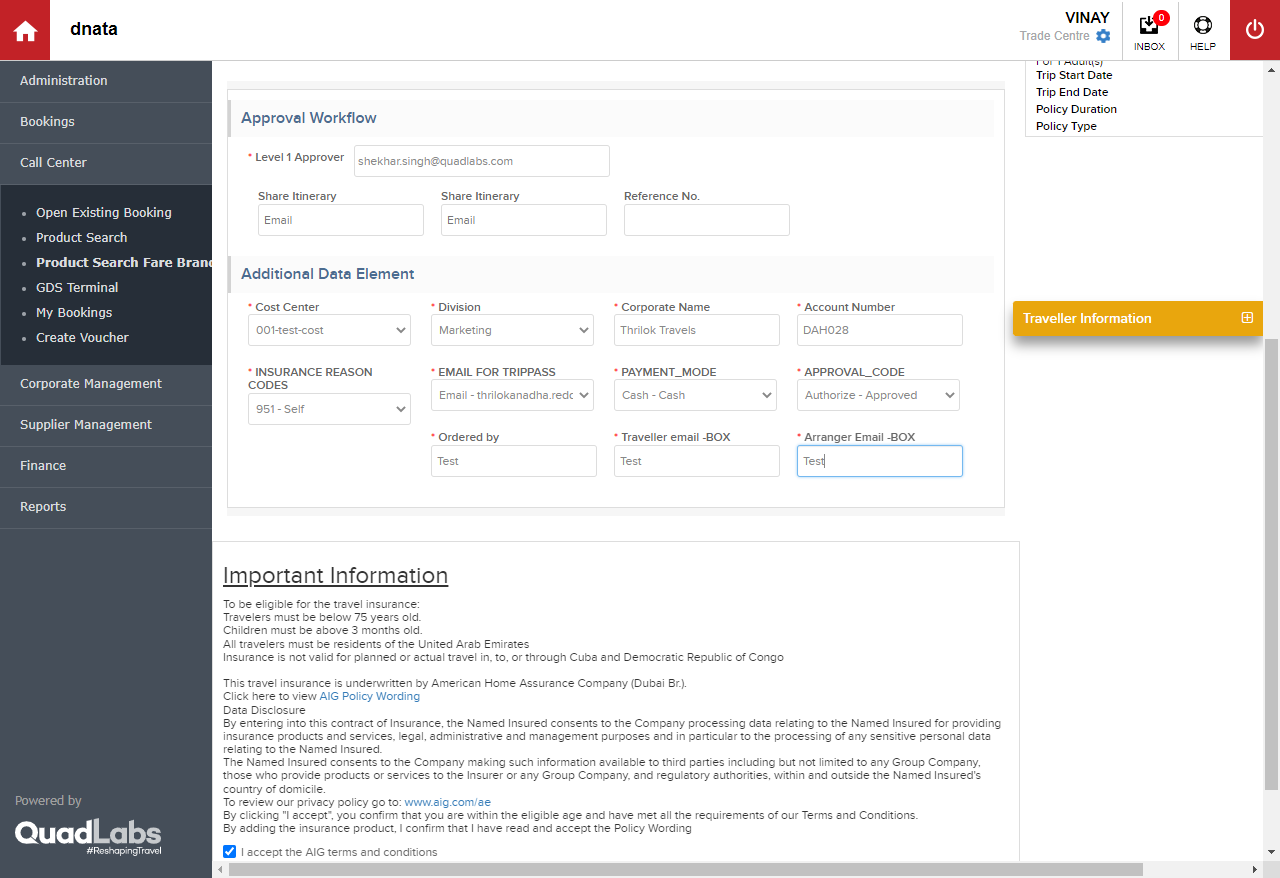 dnata
VINAY
Trade Centre
0
INBOX
HELP
Administration
Bookings
Call Center
Open Existing Booking
Product Search
Product Search Fare Bran
GDS Terminal
My Bookings
Create Voucher
Corporate Management
Supplier Management
Finance
Reports
Powered by
QuadLabs
#ReshapingTravel
Approval Workflow
* Level 1 Approver
shekhar.singh@quadlabs.com
Share Itinerary Share Itinerary Reference No.
Email Email
Additional Data Element
* Cost Center * Division * Corporate Name * Account Number
001-test-cost Marketing Thrilok Travels DAH028
* INSURANCE REASON CODES * EMAIL FOR TRIPPASS * PAYMENT_MODE * APPROVAL_CODE
951 - Self Email - thrilokanadha.redd Cash - Cash Authorize - Approved
* Ordered by * Traveller email -BOX * Arranger Email -BOX
Test Test Test
Important Information
To be eligible for the travel insurance:
Travelers must be below 75 years old.
Children must be above 3 months old.
All travelers must be residents of the United Arab Emirates
Insurance is not valid for planned or actual travel in, to, or through Cuba and Democratic Republic of Congo
This travel insurance is underwritten by American Home Assurance Company (Dubai Br.).
Click here to view AIG Policy Wording
Data Disclosure
By entering into this contract of Insurance, the Named Insured consents to the Company processing data relating to the Named Insured for providing
insurance products and services, legal, administrative and management purposes and in particular to the processing of any sensitive personal data
relating to the Named Insured.
The Named Insured consents to the Company making such information available to third parties including but not limited to any Group Company,
those who provide products or services to the Insurer or any Group Company, and regulatory authorities, within and outside the Named Insured's
country of domicile.
To review our privacy policy go to: www.aig.com/ae
By clicking "I accept", you confirm that you are within the eligible age and have met all the requirements of our Terms and Conditions.
By adding the insurance product, I confirm that I have read and accept the Policy Wording
I accept the AIG terms and conditions
For 1 Adult(s)
Trip Start Date
Trip End Date
Policy Duration
Policy Type
Traveller Information